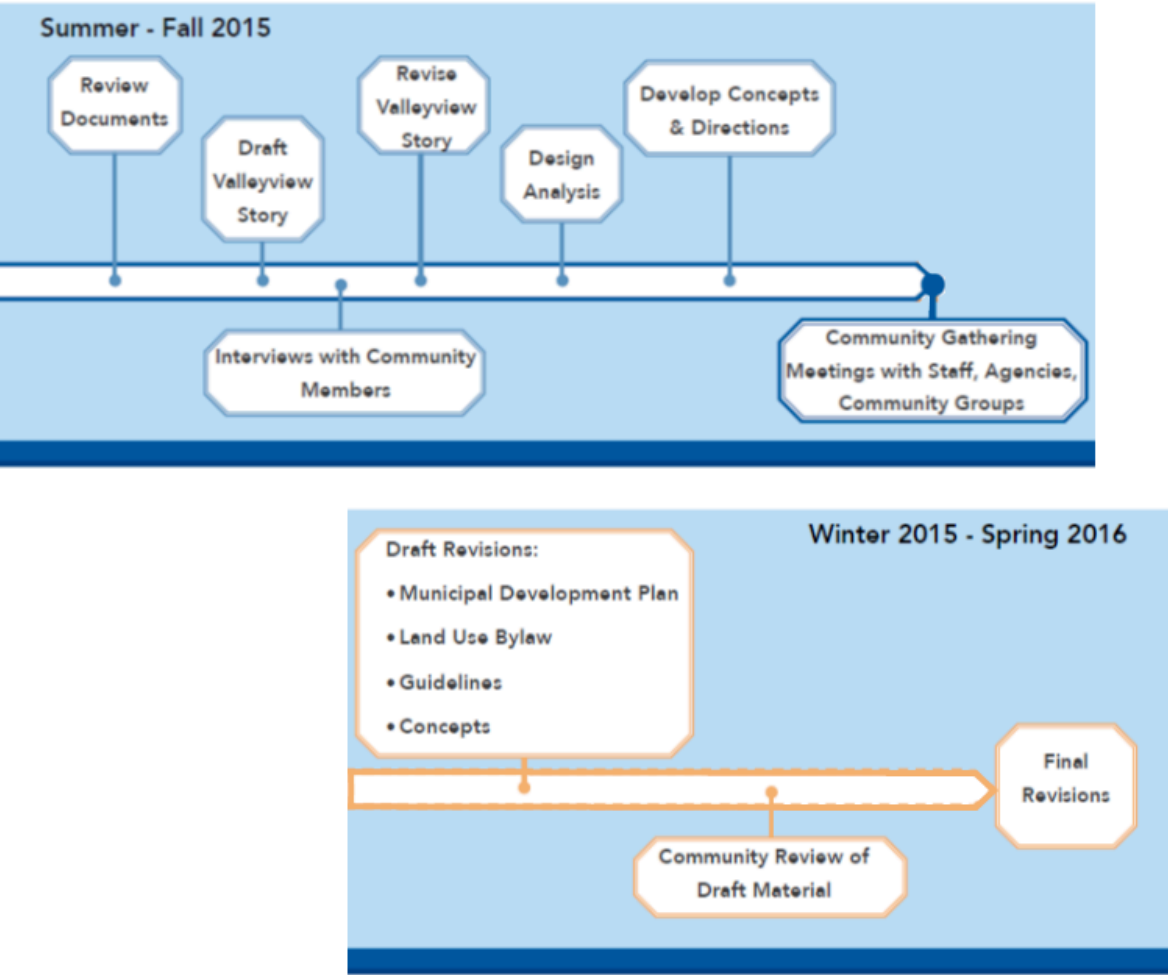 Summer - Fall 2015
Review
Documents
Draft
Valleyview
Story
Interviews with Community
Members
Revise
Valleyview
Story
Design
Analysis
Develop Concepts
& Directions
Community Gathering
Meetings with Staff, Agencies,
Community Groups
Winter 2015 - Spring 2016
Draft Revisions:
• Municipal Development Plan
• Land Use Bylaw
• Guidelines
• Concepts
Community Review of
Draft Material
Final
Revisions